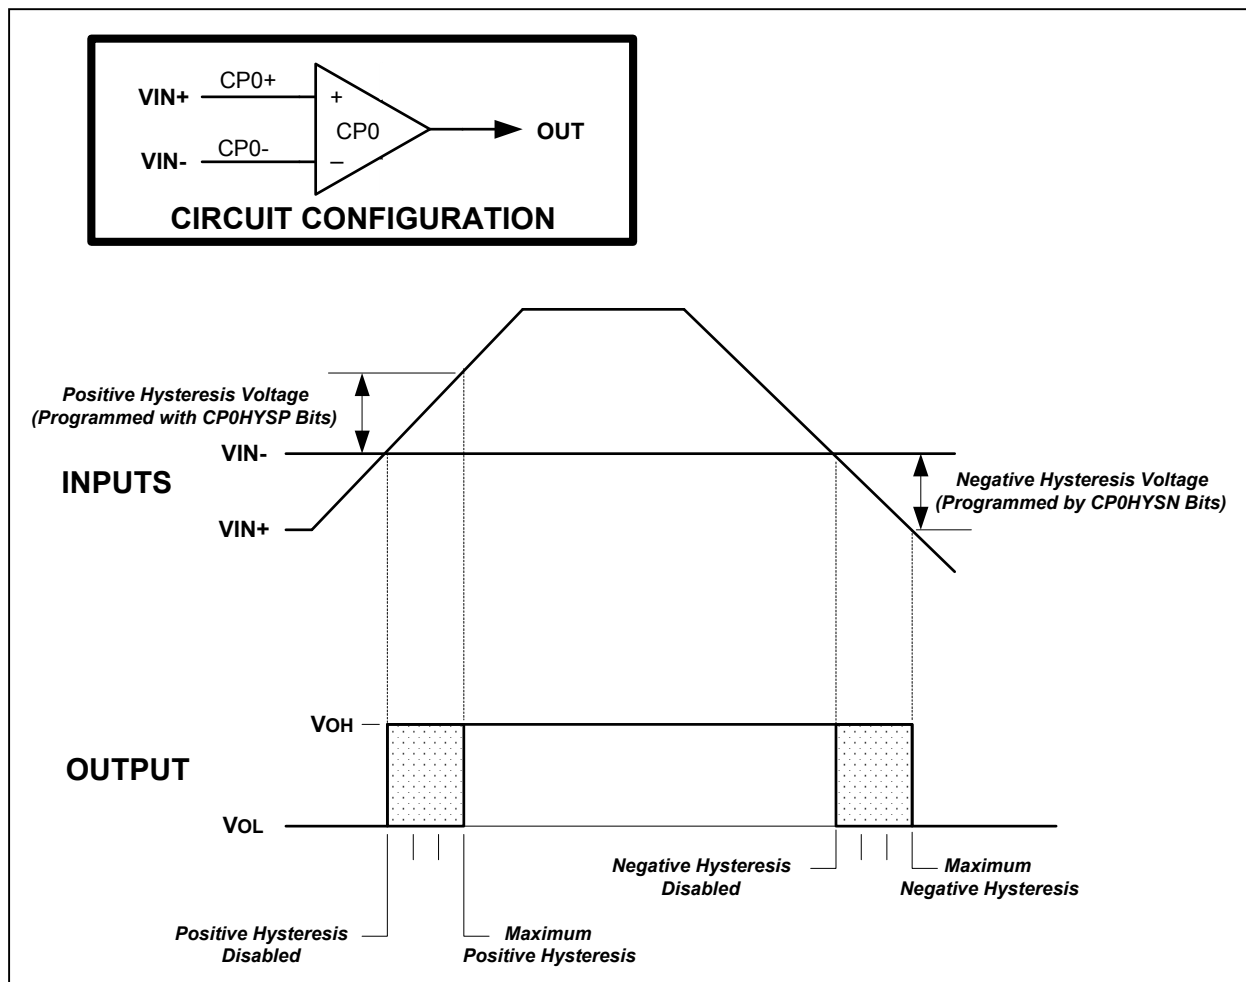 VIN+
CP0+
+
CP0
OUT
VIN-
CP0-
–
CIRCUIT CONFIGURATION
Positive Hysteresis Voltage
(Programmed with CP0HYSP Bits)
VIN-
INPUTS
Negative Hysteresis Voltage
(Programmed by CP0HYSN Bits)
VIN+
VOH
OUTPUT
VOL
Negative Hysteresis
Disabled
Maximum
Negative Hysteresis
Positive Hysteresis
Disabled
Maximum
Positive Hysteresis